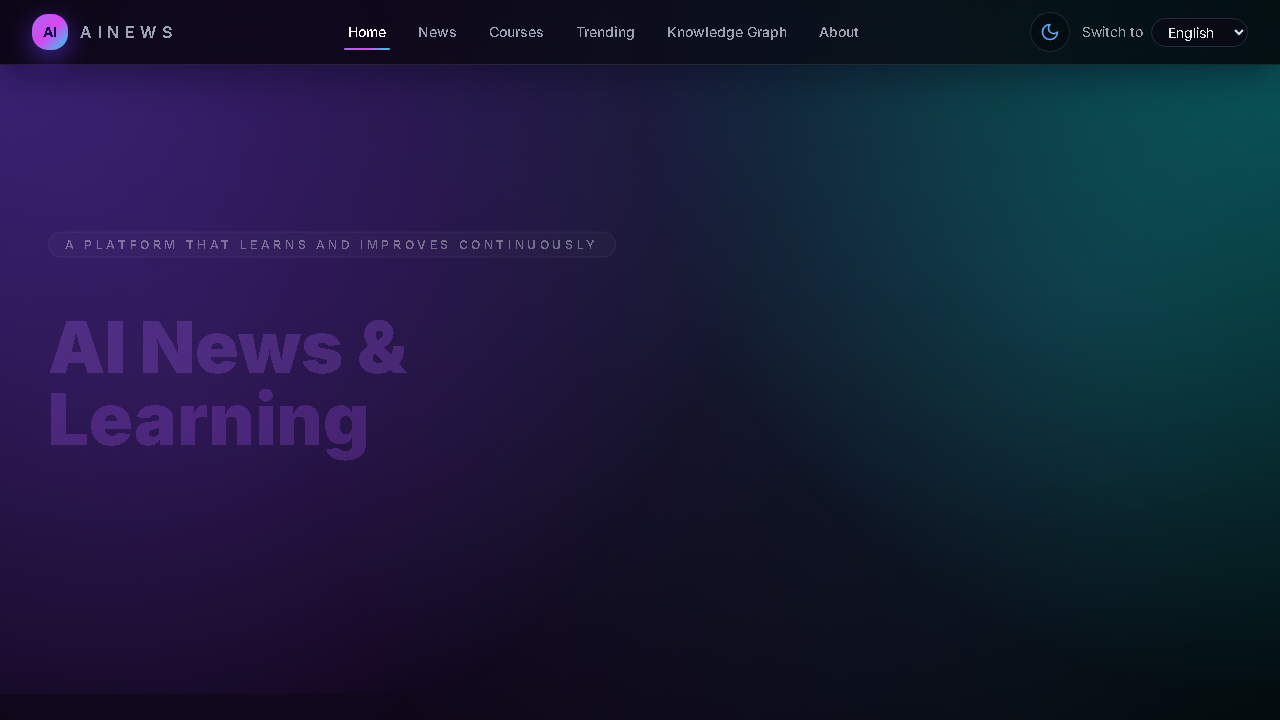 AI
AINEWS
Home
News
Courses
Trending
Knowledge Graph
About
Switch to
English
A PLATFORM THAT LEARNS AND IMPROVES CONTINUOUSLY
AI News &
Learning